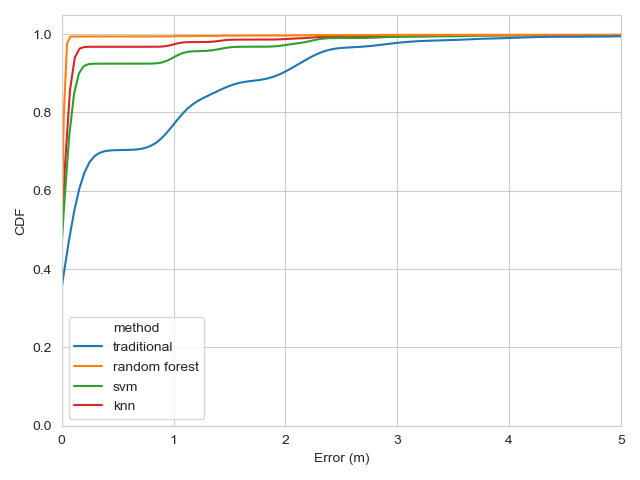 1.0
0.8
0.6
0.4
0.2
0.0
CDF
method
traditional
random forest
svm
knn
0 1 2 3 4 5
Error (m)